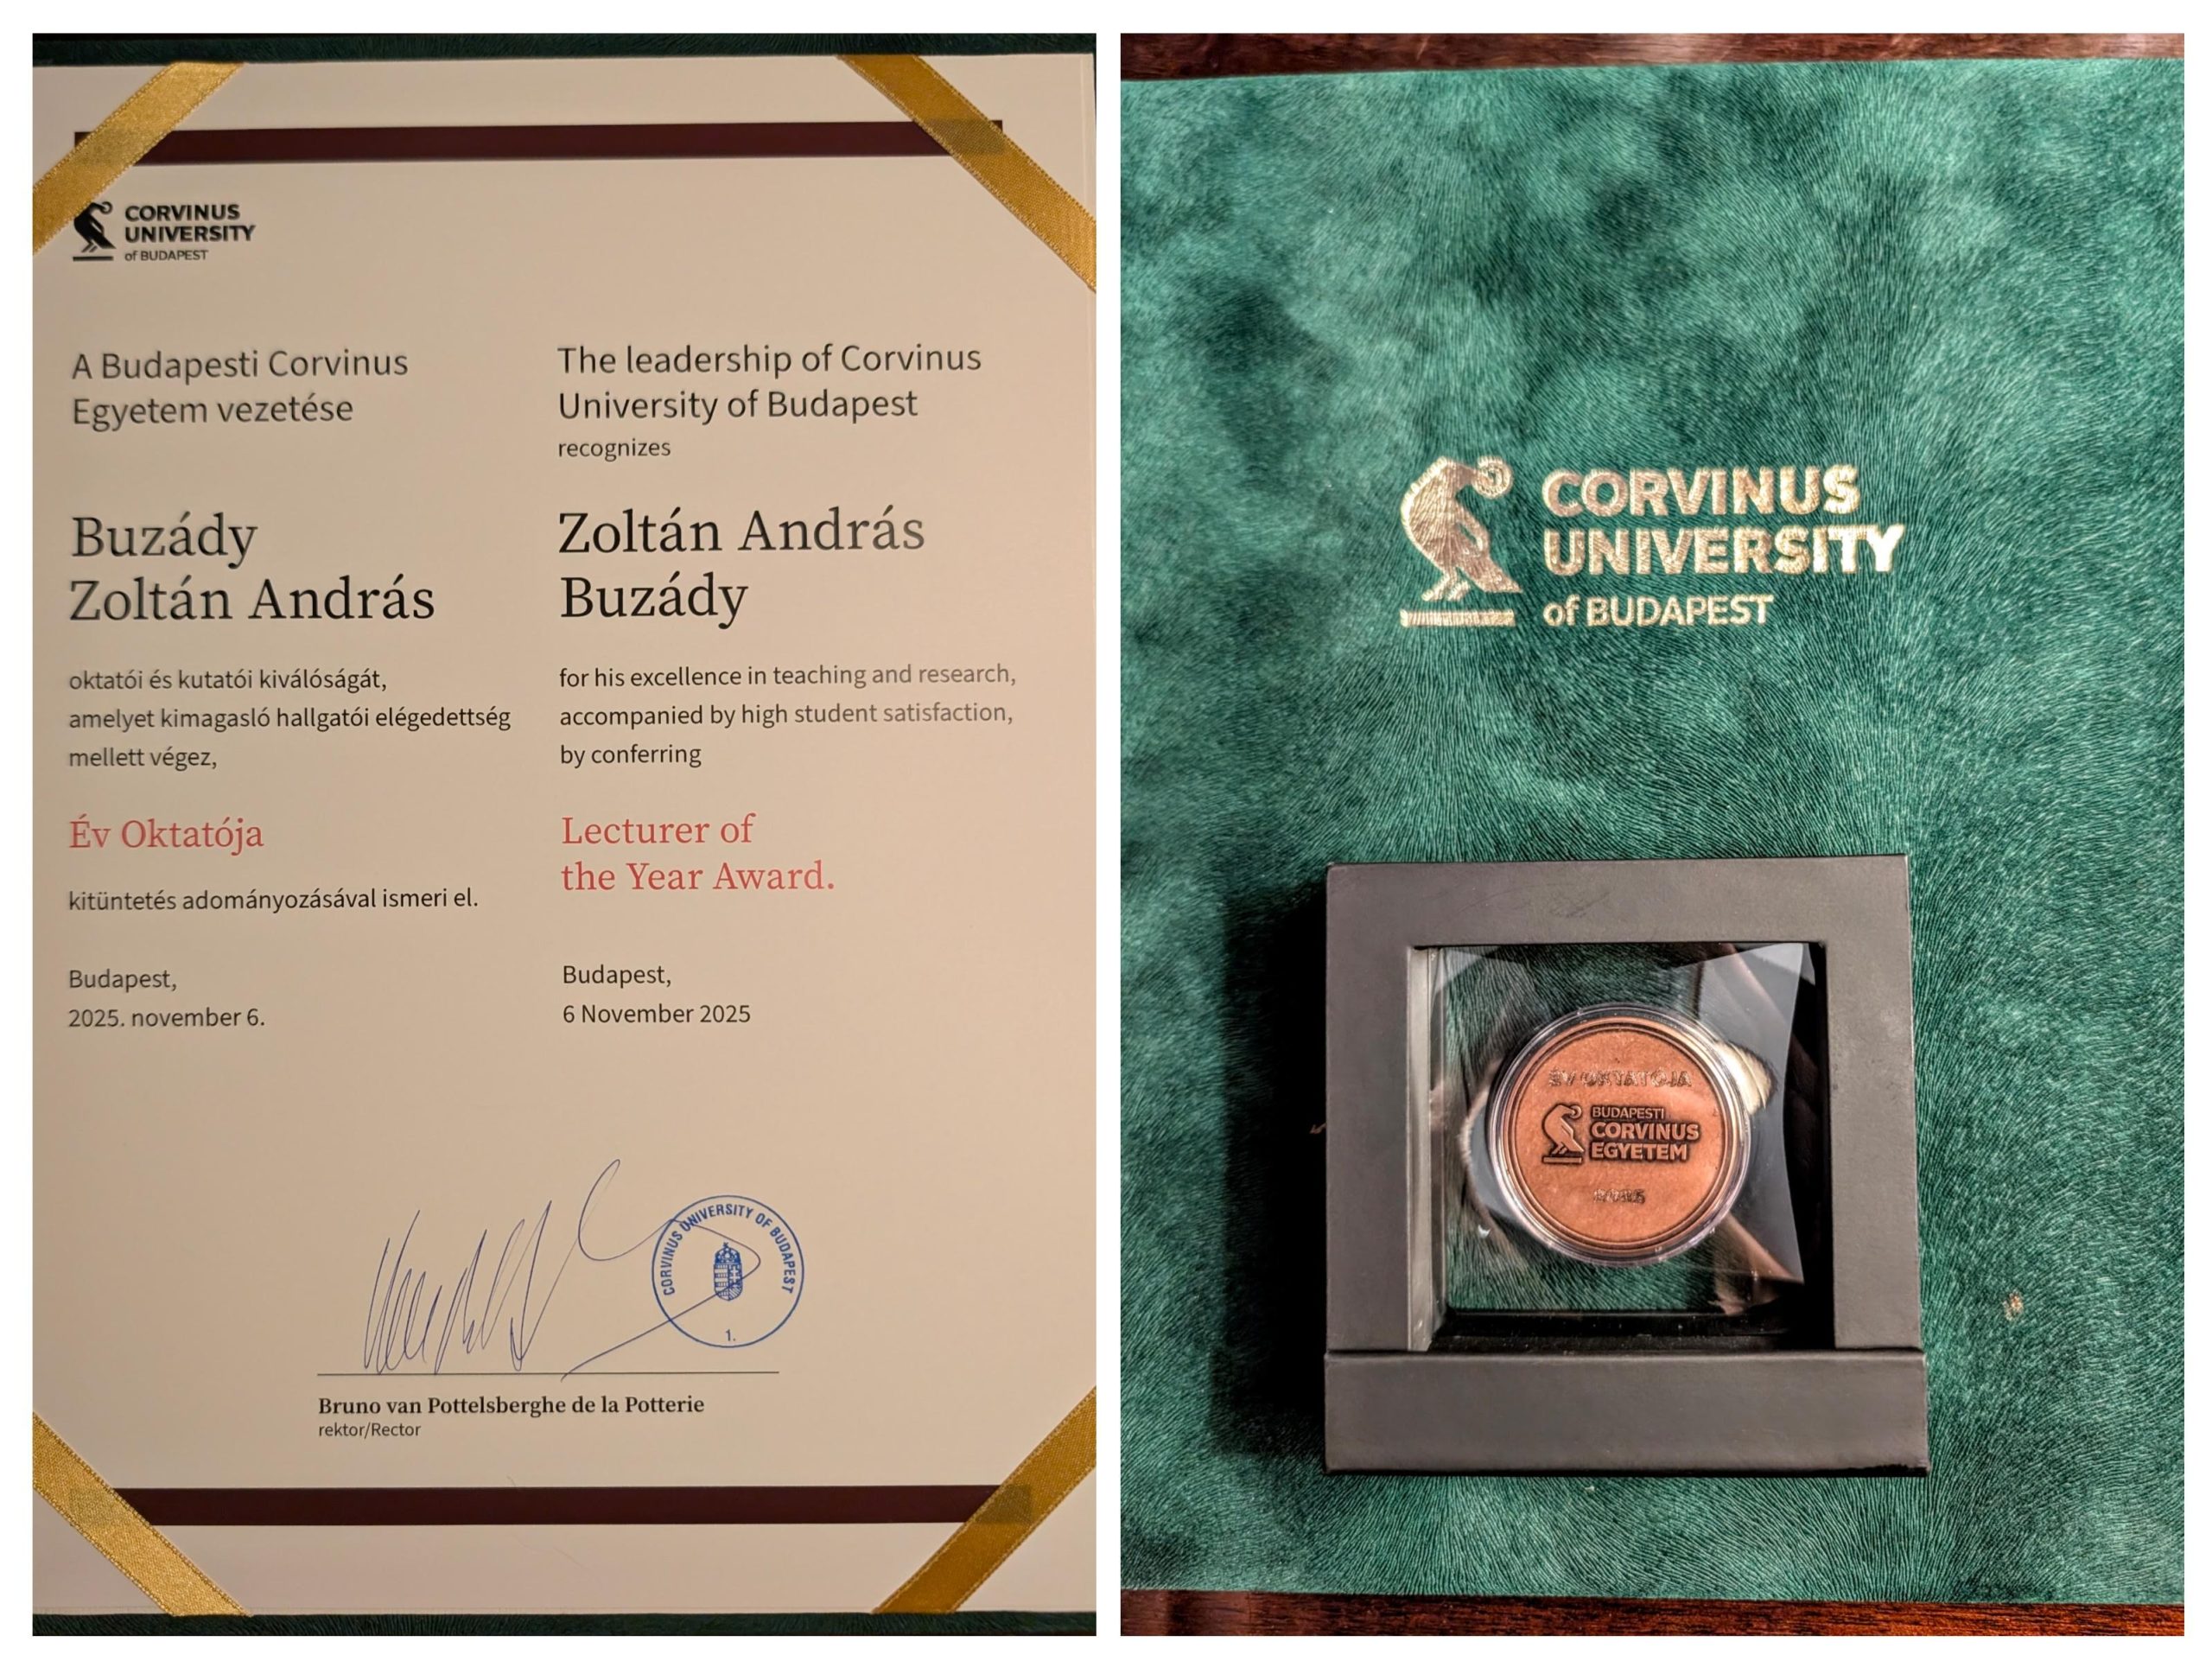 CORVINUS
UNIVERSITY
of BUDAPEST
A Budapesti Corvinus
Egyetem vezetése
Buzády
Zoltán András
oktatói és kutatói kiválóságát,
amelyet kimagasló hallgatói elégedettség
mellett végez,
Év Oktatója
kitüntetés adományozásával ismeri el.
Budapest,
2025. november 6.
The leadership of Corvinus
University of Budapest
recognizes
Zoltán András
Buzády
for his excellence in teaching and research,
accompanied by high student satisfaction,
by conferring
Lecturer of
the Year Award.
Budapest,
6 November 2025
CORVINUS UNIVERSITY OF BUDAPEST
1.
Bruno van Pottelsberghe de la Potterie
rektor/Rector
CORVINUS
UNIVERSITY
of BUDAPEST
ÉV OKTATÓJA
BUDAPESTI
CORVINUS
EGYETEM